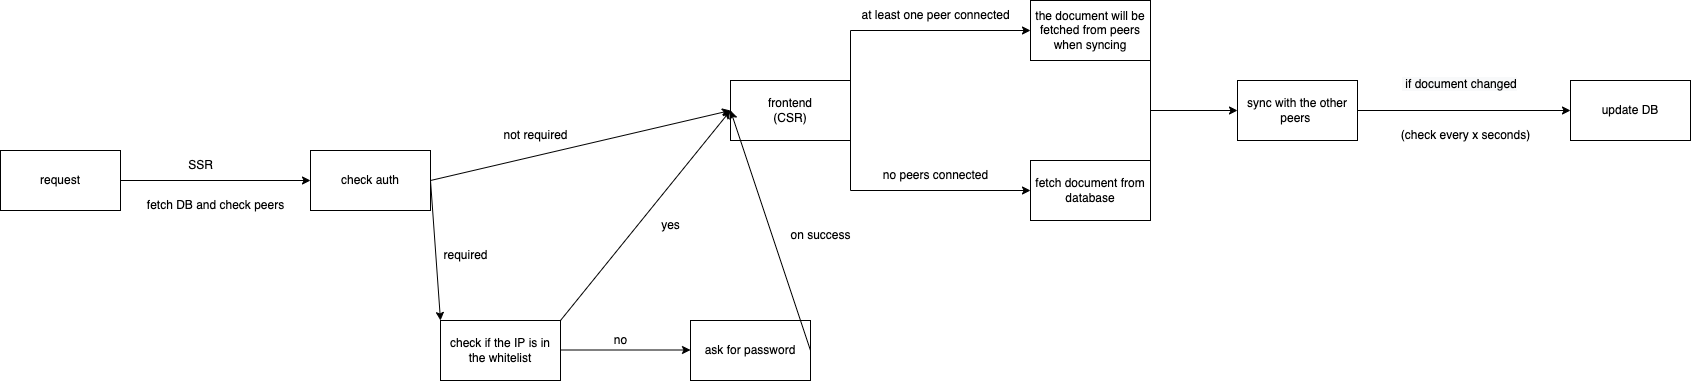 request
SSR
fetch DB and check peers
check auth
not required
required
check if the IP is in
the whitelist
yes
no
ask for password
on success
frontend
(CSR)
at least one peer connected
the document will be
fetched from peers
when syncing
no peers connected
fetch document from
database
sync with the other
peers
if document changed
(check every x seconds)
update DB